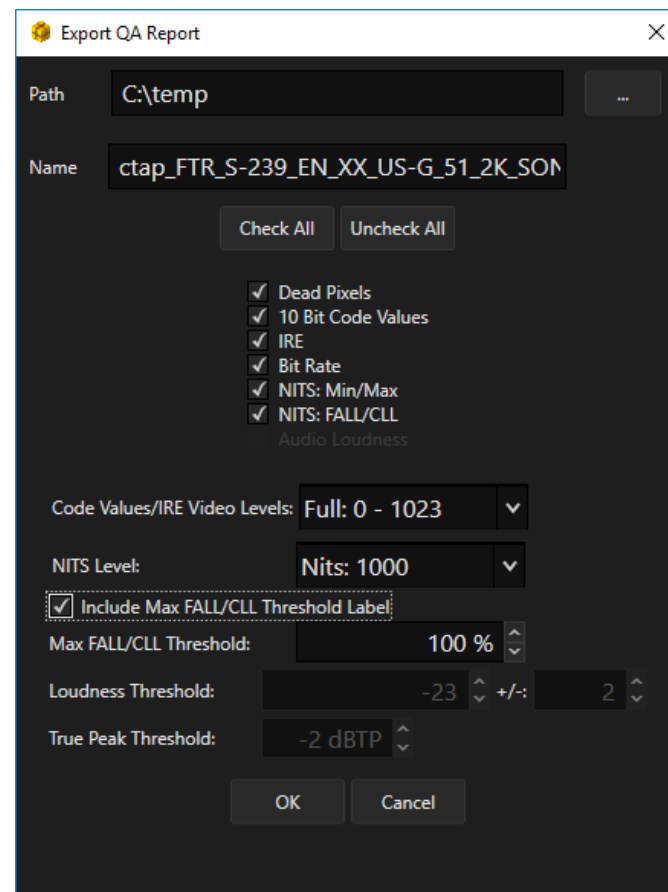 Export QA Report
Path C:\temp ...
Name ctap_FTR_S-239_EN_XX_US-G_51_2K_SON
Check All Uncheck All
Dead Pixels
10 Bit Code Values
IRE
Bit Rate
NITS: Min/Max
NITS: FALL/CLL
Audio Loudness
Code Values/IRE Video Levels: Full: 0 - 1023
NITS Level: Nits: 1000
Include Max FALL/CLL Threshold Label
Max FALL/CLL Threshold: 100 %
Loudness Threshold: -23 +/-: 2
True Peak Threshold: -2 dBTP
OK Cancel